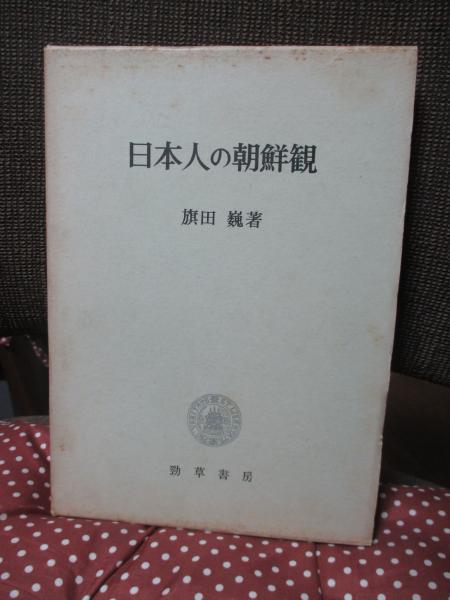 日本人の朝鮮観
旗田 巍著
勁草書房